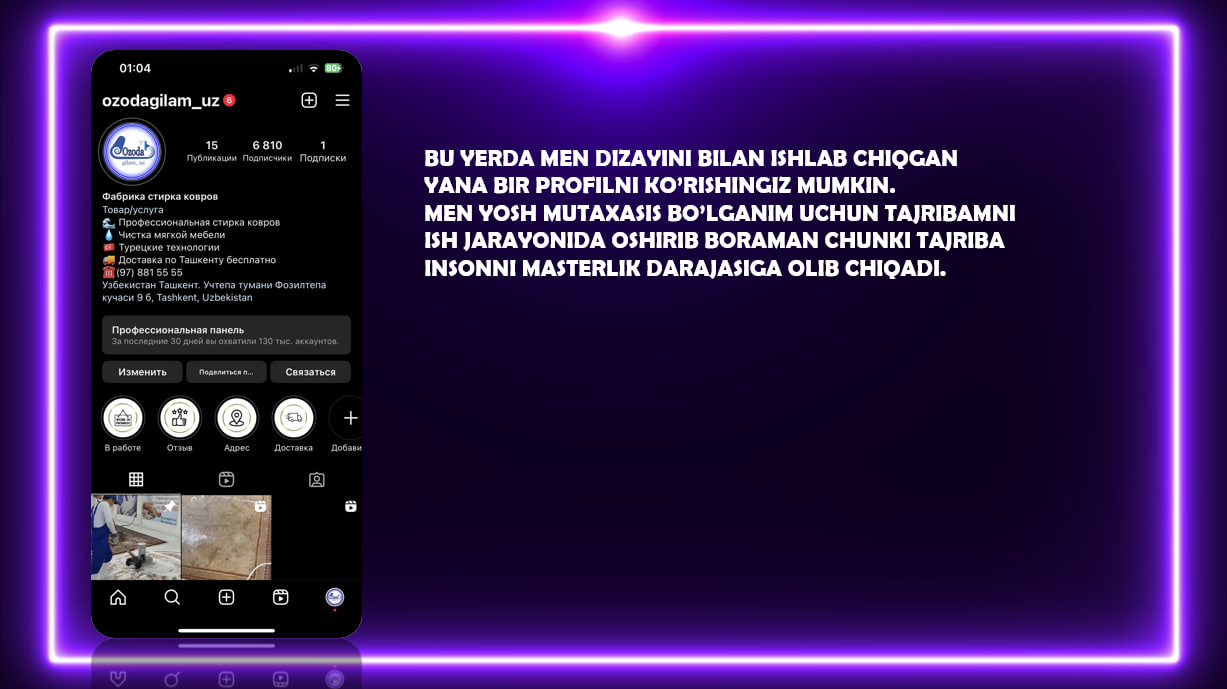 01:04
80+
ozodagilam_uz 6
15 6 810 1
Публикации Подписчики Подписки
Ozoda
gilam_uz
Фабрика стирка ковров
Товар/услуга
Профессиональная стирка ковров
Чистка мягкой мебели
Турецкие технологии
Доставка по Ташкенту бесплатно
(97) 881 55 55
Узбекистан Ташкент. Учтепа тумани Фозилтепа
кучаси 9 б, Tashkent, Uzbekistan
Профессиональная панель
За последние 30 дней вы охватили 130 тыс. аккаунтов.
Изменить Поделиться п... Связаться
В работе Отзыв Адрес Доставка Добави
BU YERDA MEN DIZAYINI BILAN ISHLAB CHIQGAN
YANA BIR PROFILNI KO’RISHINGIZ MUMKIN.
MEN YOSH MUTAXASIS BO’LGANIM UCHUN TAJRIBAMNI
ISH JARAYONIDA OSHIRIB BORAMAN CHUNKI TAJRIBA
INSONNI MASTERLIK DARAJASIGA OLIB CHIQADI.